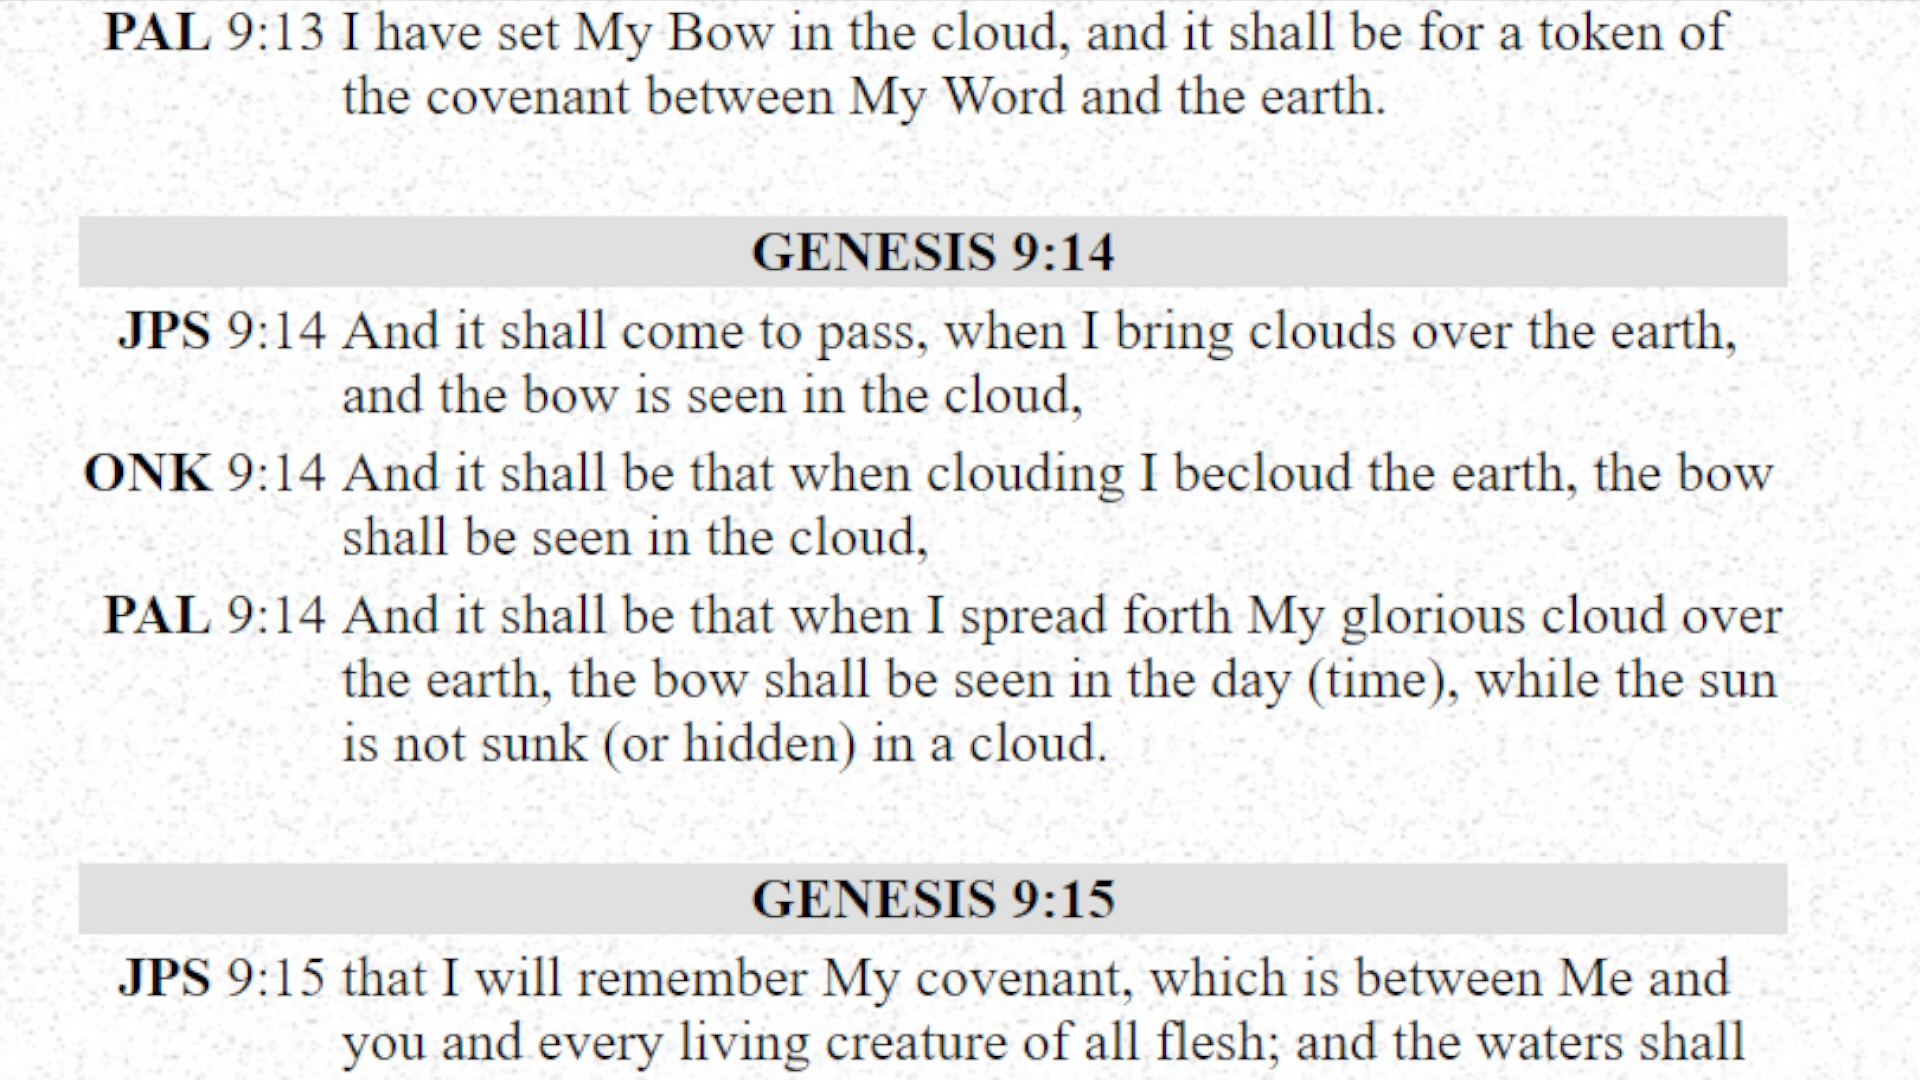 PAL 9:13 I have set My Bow in the cloud, and it shall be for a token of
the covenant between My Word and the earth.
GENESIS 9:14
JPS 9:14 And it shall come to pass, when I bring clouds over the earth,
and the bow is seen in the cloud,
ONK 9:14 And it shall be that when clouding I becloud the earth, the bow
shall be seen in the cloud,
PAL 9:14 And it shall be that when I spread forth My glorious cloud over
the earth, the bow shall be seen in the day (time), while the sun
is not sunk (or hidden) in a cloud.
GENESIS 9:15
JPS 9:15 that I will remember My covenant, which is between Me and
you and every living creature of all flesh; and the waters shall